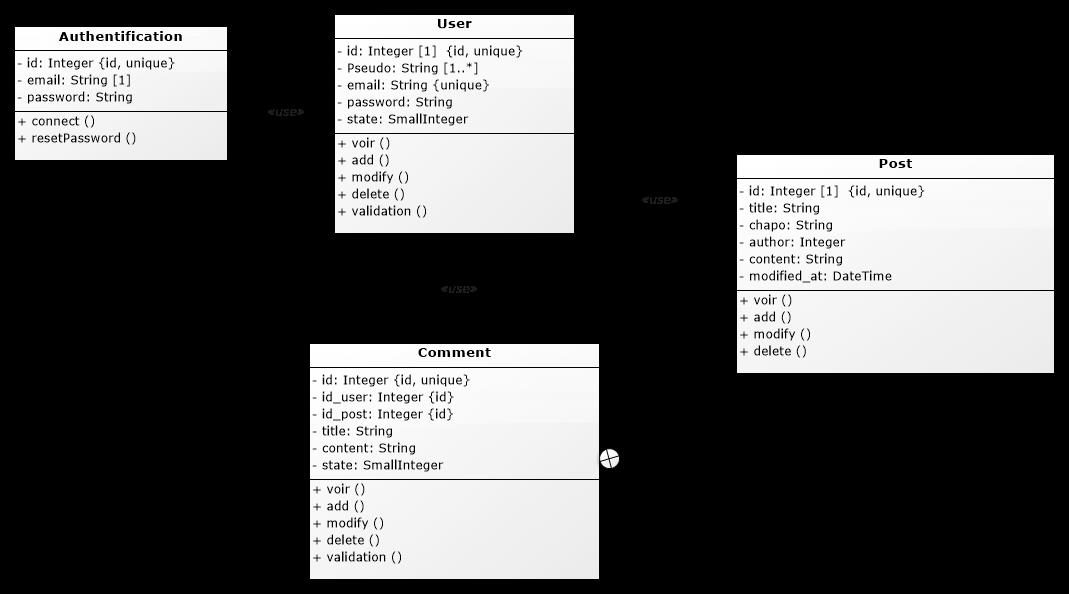 Authentification
- id: Integer {id, unique}
- email: String [1]
- password: String
+ connect ()
+ resetPassword ()
«use»
User
- id: Integer [1]  {id, unique}
- Pseudo: String [1..*]
- email: String {unique}
- password: String
- state: SmallInteger
+ voir ()
+ add ()
+ modify ()
+ delete ()
+ validation ()
«use»
Post
- id: Integer [1]  {id, unique}
- title: String
- chapo: String
- author: Integer
- content: String
- modified_at: DateTime
+ voir ()
+ add ()
+ modify ()
+ delete ()
«use»
Comment
- id: Integer {id, unique}
- id_user: Integer {id}
- id_post: Integer {id}
- title: String
- content: String
- state: SmallInteger
+ voir ()
+ add ()
+ modify ()
+ delete ()
+ validation ()